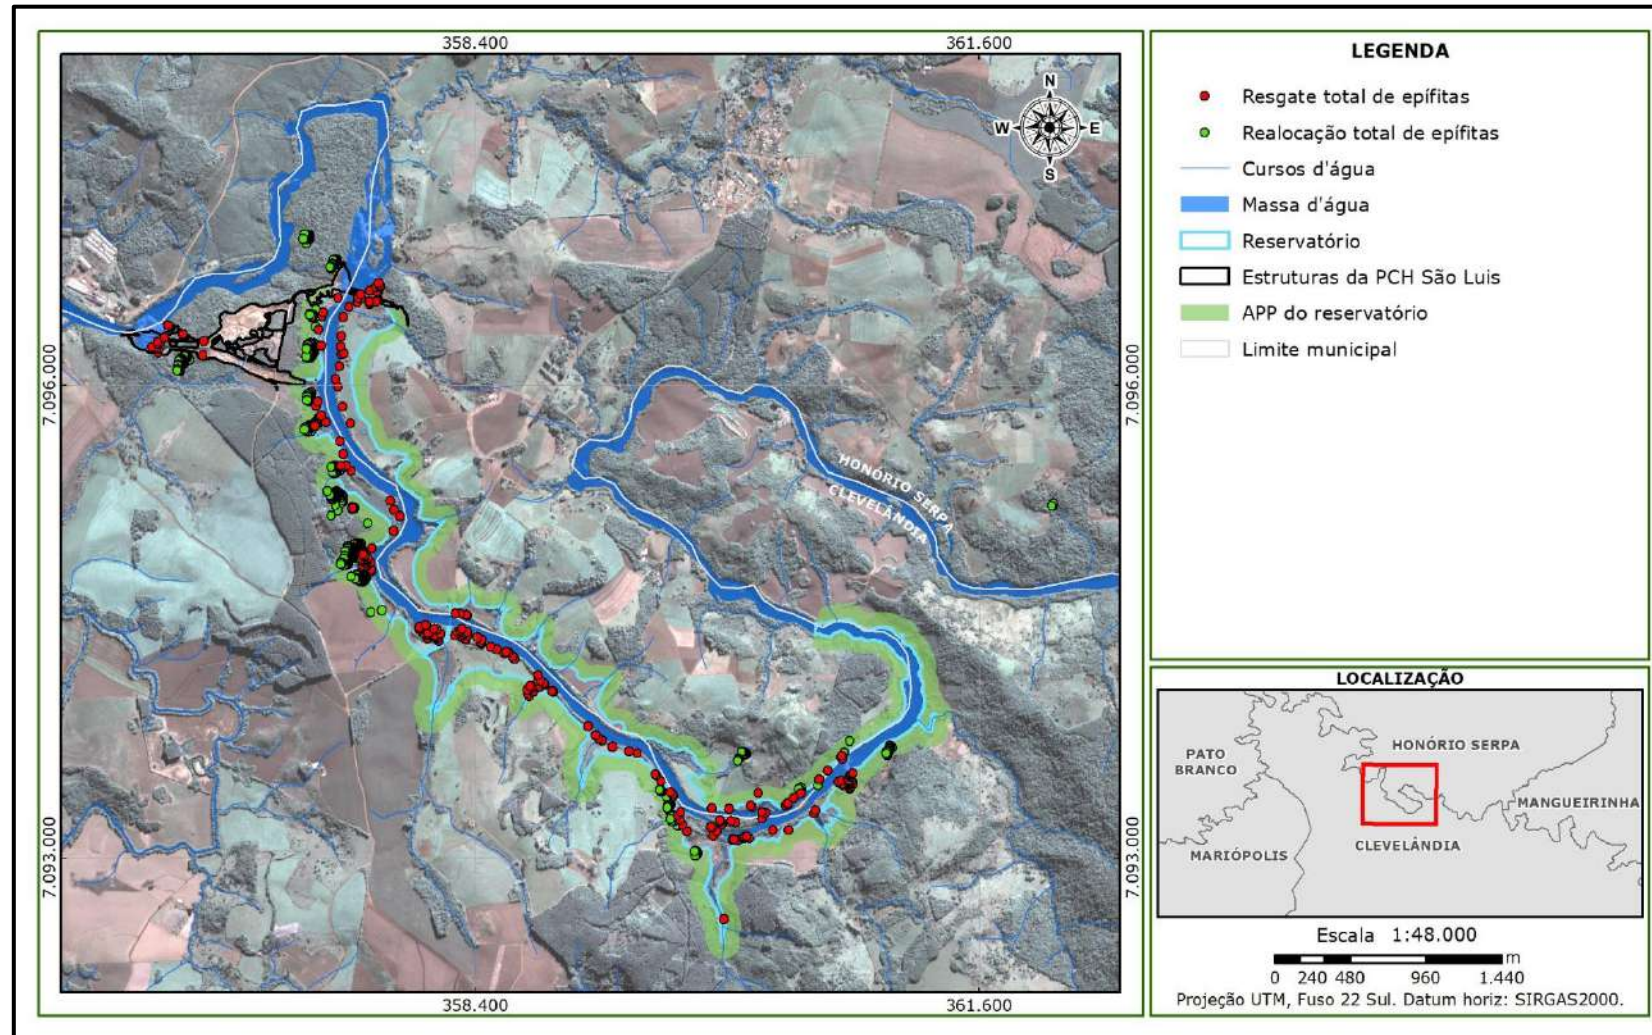 358.400
361.600
N
W
E
S
7.096.000
7.096.000
HONÓRIO SERPA
CLEVELÂNDIA
7.093.000
7.093.000
358.400
361.600
LEGENDA
Resgate total de epífitas
Realocação total de epífitas
Cursos d'água
Massa d'água
Reservatório
Estruturas da PCH São Luis
APP do reservatório
Limite municipal
LOCALIZAÇÃO
PATO
BRANCO
HONÓRIO SERPA
MANGUEIRINHA
MARIÓPOLIS
CLEVELÂNDIA
Escala 1:48.000
m
0 240 480 960 1.440
Projeção UTM, Fuso 22 Sul. Datum horiz: SIRGAS2000.